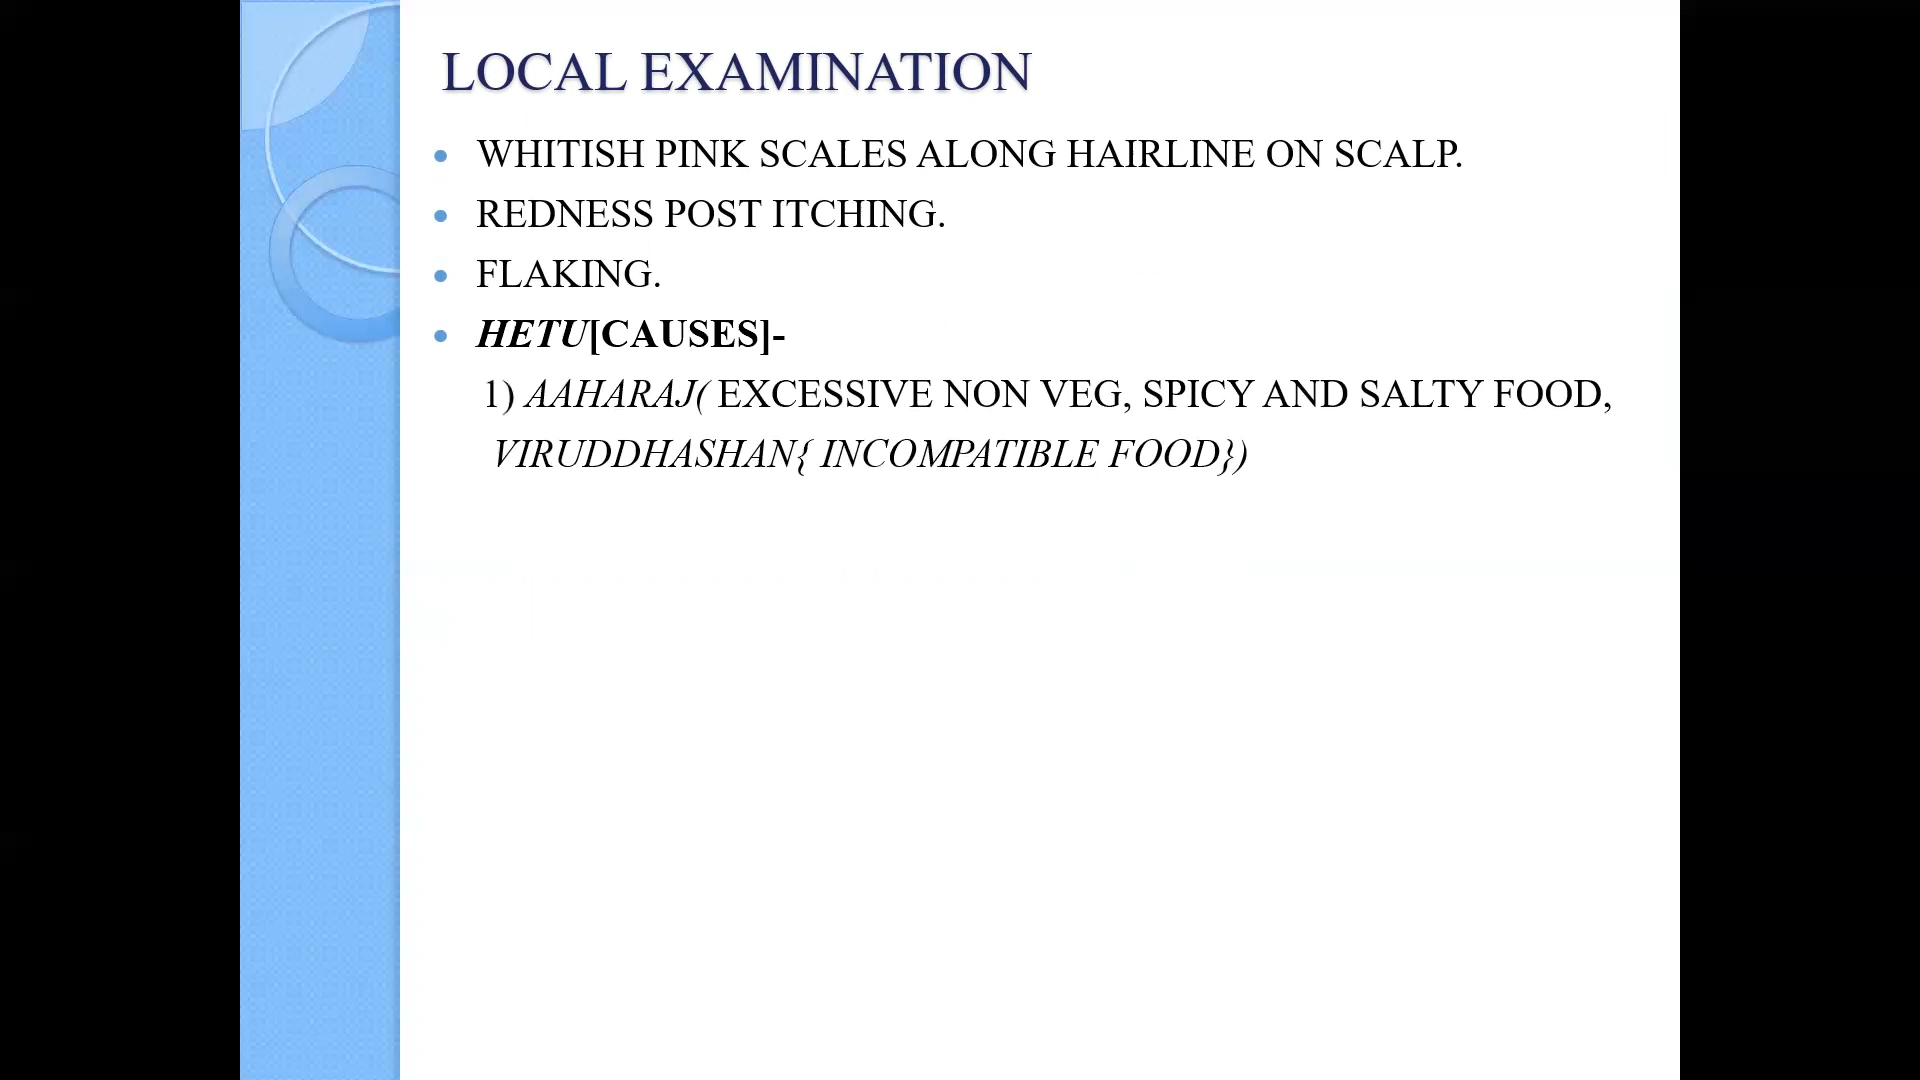 LOCAL EXAMINATION
WHITISH PINK SCALES ALONG HAIRLINE ON SCALP.
REDNESS POST ITCHING.
FLAKING.
HETU[CAUSES]-
1) AAHARAJ( EXCESSIVE NON VEG, SPICY AND SALTY FOOD,
VIRUDDHASHAN{ INCOMPATIBLE FOOD})